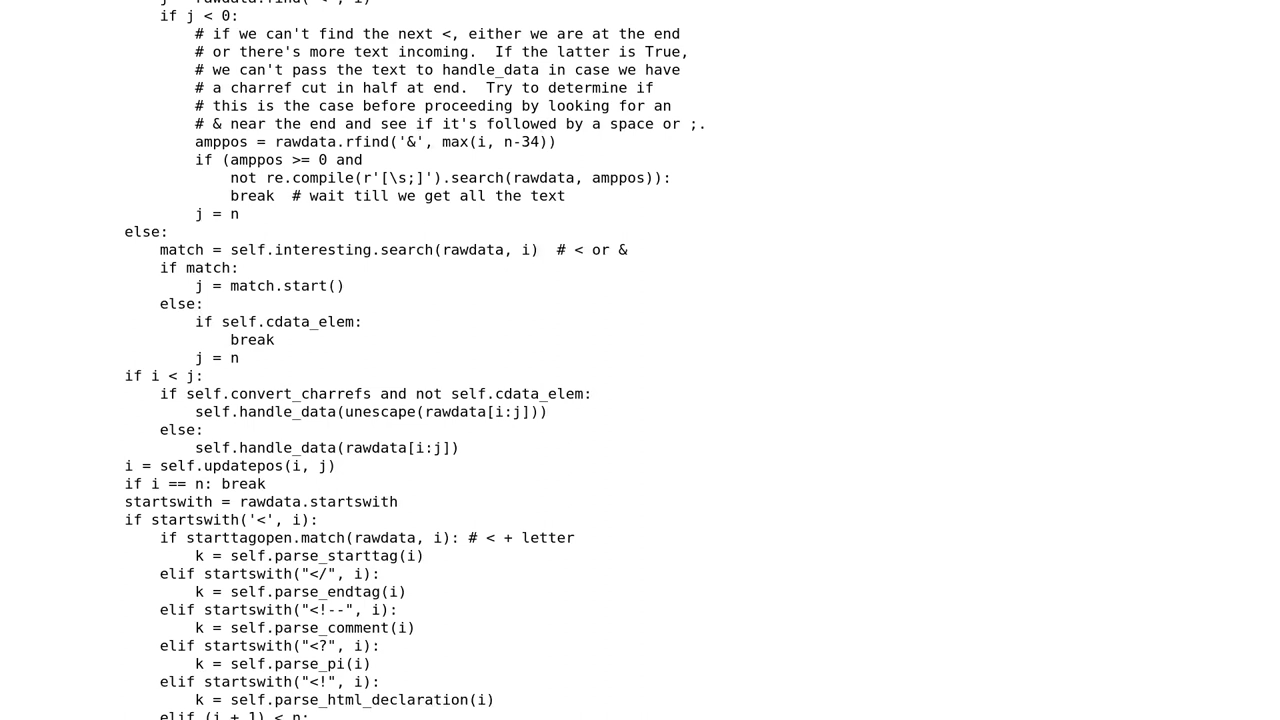 j = rawdata.find('<', i)
if j < 0:
    # if we can't find the next <, either we are at the end
    # or there's more text incoming.  If the latter is True,
    # we can't pass the text to handle_data in case we have
    # a charref cut in half at end.  Try to determine if
    # this is the case before proceeding by looking for an
    # & near the end and see if it's followed by a space or ;.
    amppos = rawdata.rfind('&', max(i, n-34))
    if (amppos >= 0 and
        not re.compile(r'[\s;]').search(rawdata, amppos)):
        break  # wait till we get all the text
    j = n
else:
    match = self.interesting.search(rawdata, i)  # < or &
    if match:
        j = match.start()
    else:
        if self.cdata_elem:
            break
        j = n
if i < j:
    if self.convert_charrefs and not self.cdata_elem:
        self.handle_data(unescape(rawdata[i:j]))
    else:
        self.handle_data(rawdata[i:j])
i = self.updatepos(i, j)
if i == n: break
startswith = rawdata.startswith
if startswith('<', i):
    if starttagopen.match(rawdata, i): # < + letter
        k = self.parse_starttag(i)
    elif startswith("</", i):
        k = self.parse_endtag(i)
    elif startswith("<!--", i):
        k = self.parse_comment(i)
    elif startswith("<?", i):
        k = self.parse_pi(i)
    elif startswith("<!", i):
        k = self.parse_html_declaration(i)
    elif (i + 1) < n: